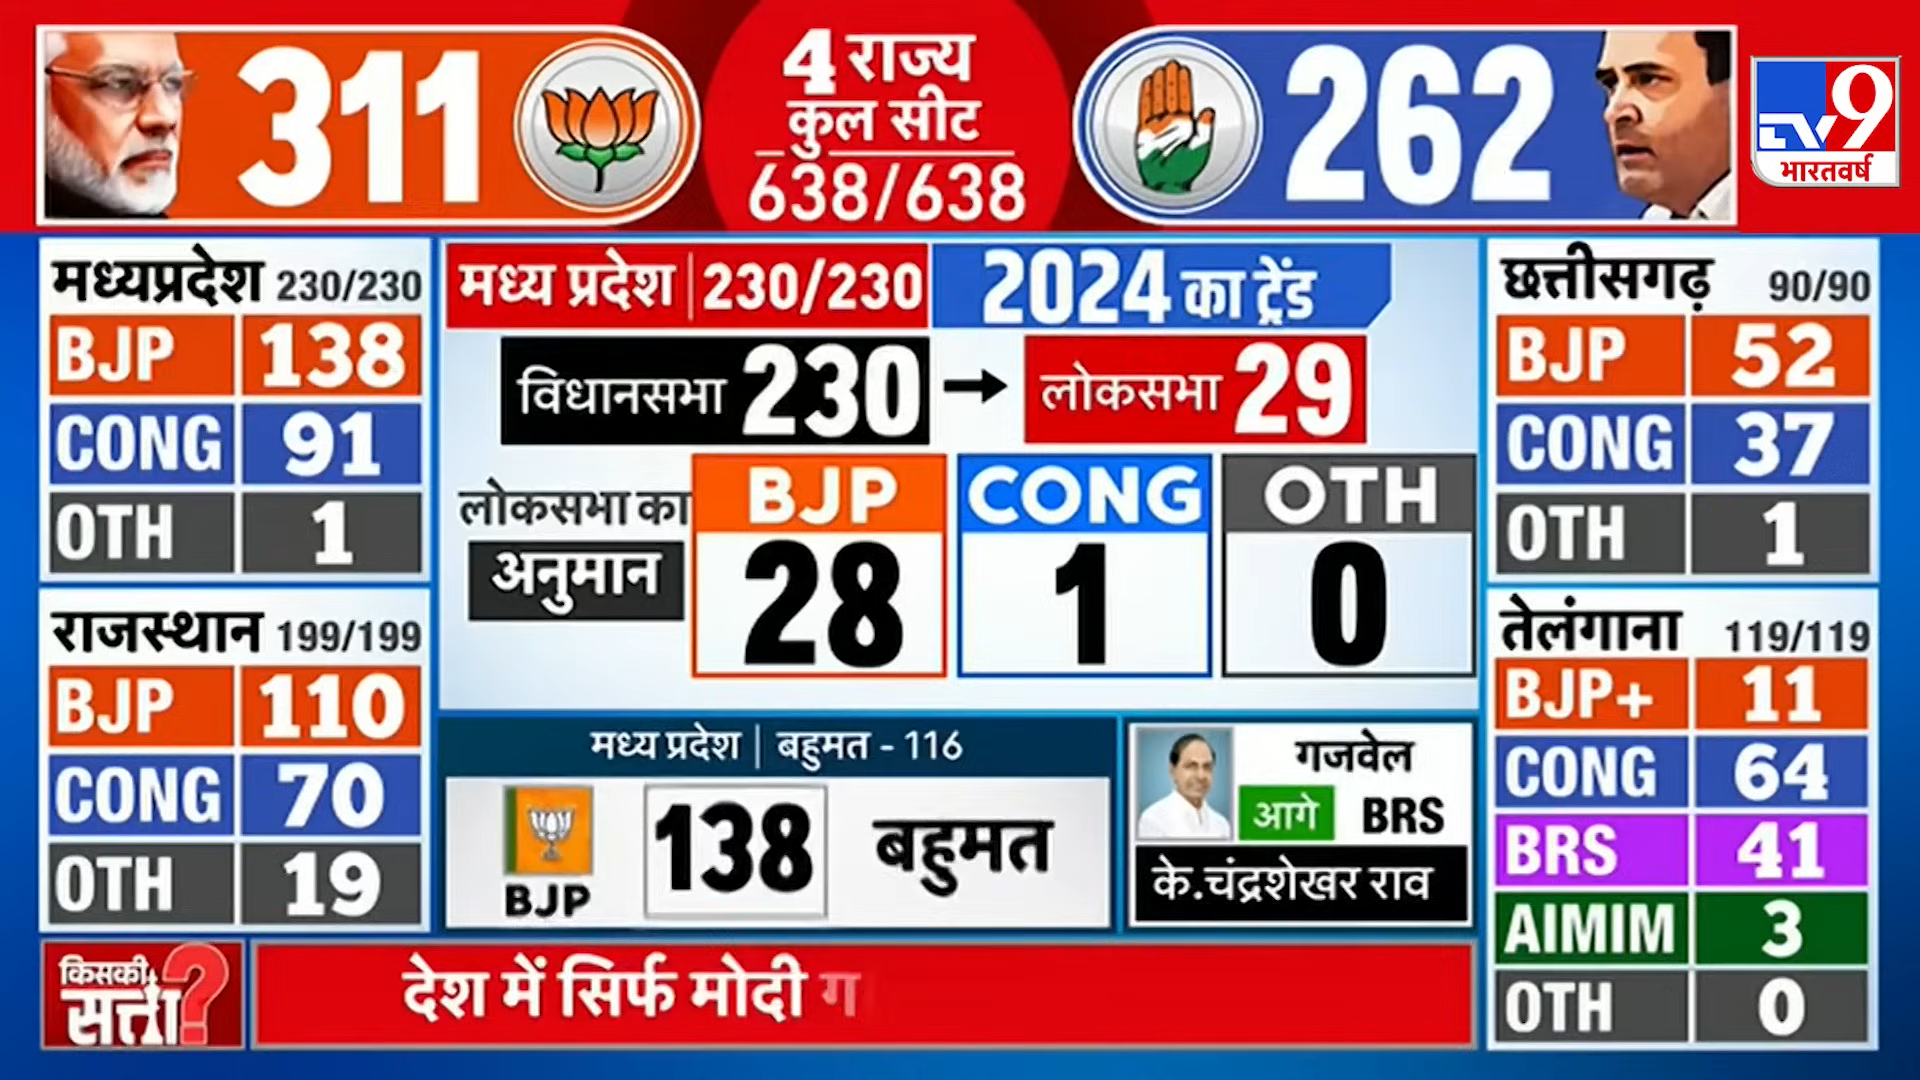 311
4 राज्य
कुल सीट
638/638
262
TV9
भारतवर्ष
मध्यप्रदेश 230/230
BJP 138
CONG 91
OTH 1
राजस्थान 199/199
BJP 110
CONG 70
OTH 19
मध्य प्रदेश 230/230
2024 का ट्रेंड
विधानसभा 230
लोकसभा 29
लोकसभा का
अनुमान
BJP CONG OTH
28 1 0
मध्य प्रदेश | बहुमत - 116
BJP
138
बहुमत
गजवेल
आगे BRS
के.चंद्रशेखर राव
छत्तीसगढ़ 90/90
BJP 52
CONG 37
OTH 1
तेलंगाना 119/119
BJP+ 11
CONG 64
BRS 41
AIMIM 3
OTH 0
किसकी
सत्ता?
देश में सिर्फ मोदी ग